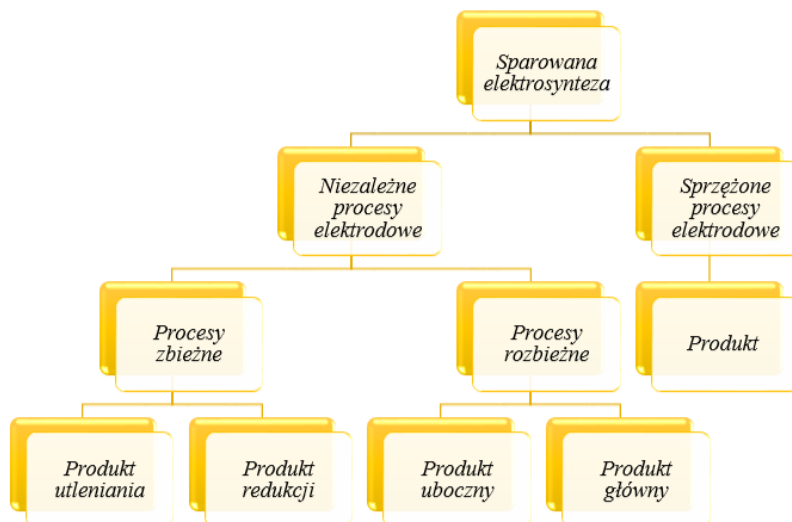 Sparowana
elektrosynteza
Niezależne
procesy
elektrodowe
Sprzężone
procesy
elektrodowe
Procesy
zbieżne
Procesy
rozbieżne
Produkt
Produkt
utleniania
Produkt
redukcji
Produkt
uboczny
Produkt
główny